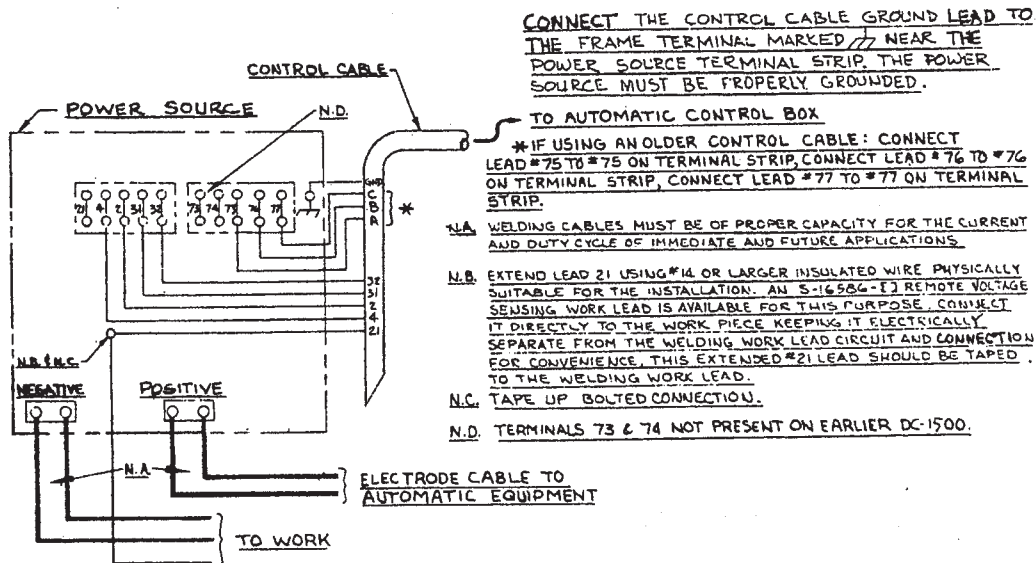 CONNECT THE CONTROL CABLE GROUND LEAD TO
THE FRAME TERMINAL MARKED NEAR THE
POWER SOURCE TERMINAL STRIP. THE POWER
SOURCE MUST BE PROPERLY GROUNDED.
CONTROL CABLE
POWER SOURCE
N.D.
TO AUTOMATIC CONTROL BOX
*IF USING AN OLDER CONTROL CABLE: CONNECT
LEAD #75 TO #75 ON TERMINAL STRIP, CONNECT LEAD #76 TO #76
ON TERMINAL STRIP, CONNECT LEAD #77 TO #77 ON TERMINAL
STRIP.
GND
C
B
A
*
21 4 2 31 32
73 74 75 76 77
N.A. WELDING CABLES MUST BE OF PROPER CAPACITY FOR THE CURRENT
AND DUTY CYCLE OF IMMEDIATE AND FUTURE APPLICATIONS
N.B. EXTEND LEAD 21 USING #14 OR LARGER INSULATED WIRE PHYSICALLY
SUITABLE FOR THE INSTALLATION. AN S-16586-[] REMOTE VOLTAGE
SENSING WORK LEAD IS AVAILABLE FOR THIS PURPOSE. CONNECT
IT DIRECTLY TO THE WORK PIECE KEEPING IT ELECTRICALLY
SEPARATE FROM THE WELDING WORK LEAD CIRCUIT AND CONNECTION
FOR CONVENIENCE, THIS EXTENDED #21 LEAD SHOULD BE TAPED
TO THE WELDING WORK LEAD.
32
31
2
4
21
N.B. & N.C.
NEGATIVE
POSITIVE
N.C. TAPE UP BOLTED CONNECTION.
N.D. TERMINALS 73 & 74 NOT PRESENT ON EARLIER DC-1500.
N.A.
ELECTRODE CABLE TO
AUTOMATIC EQUIPMENT
TO WORK